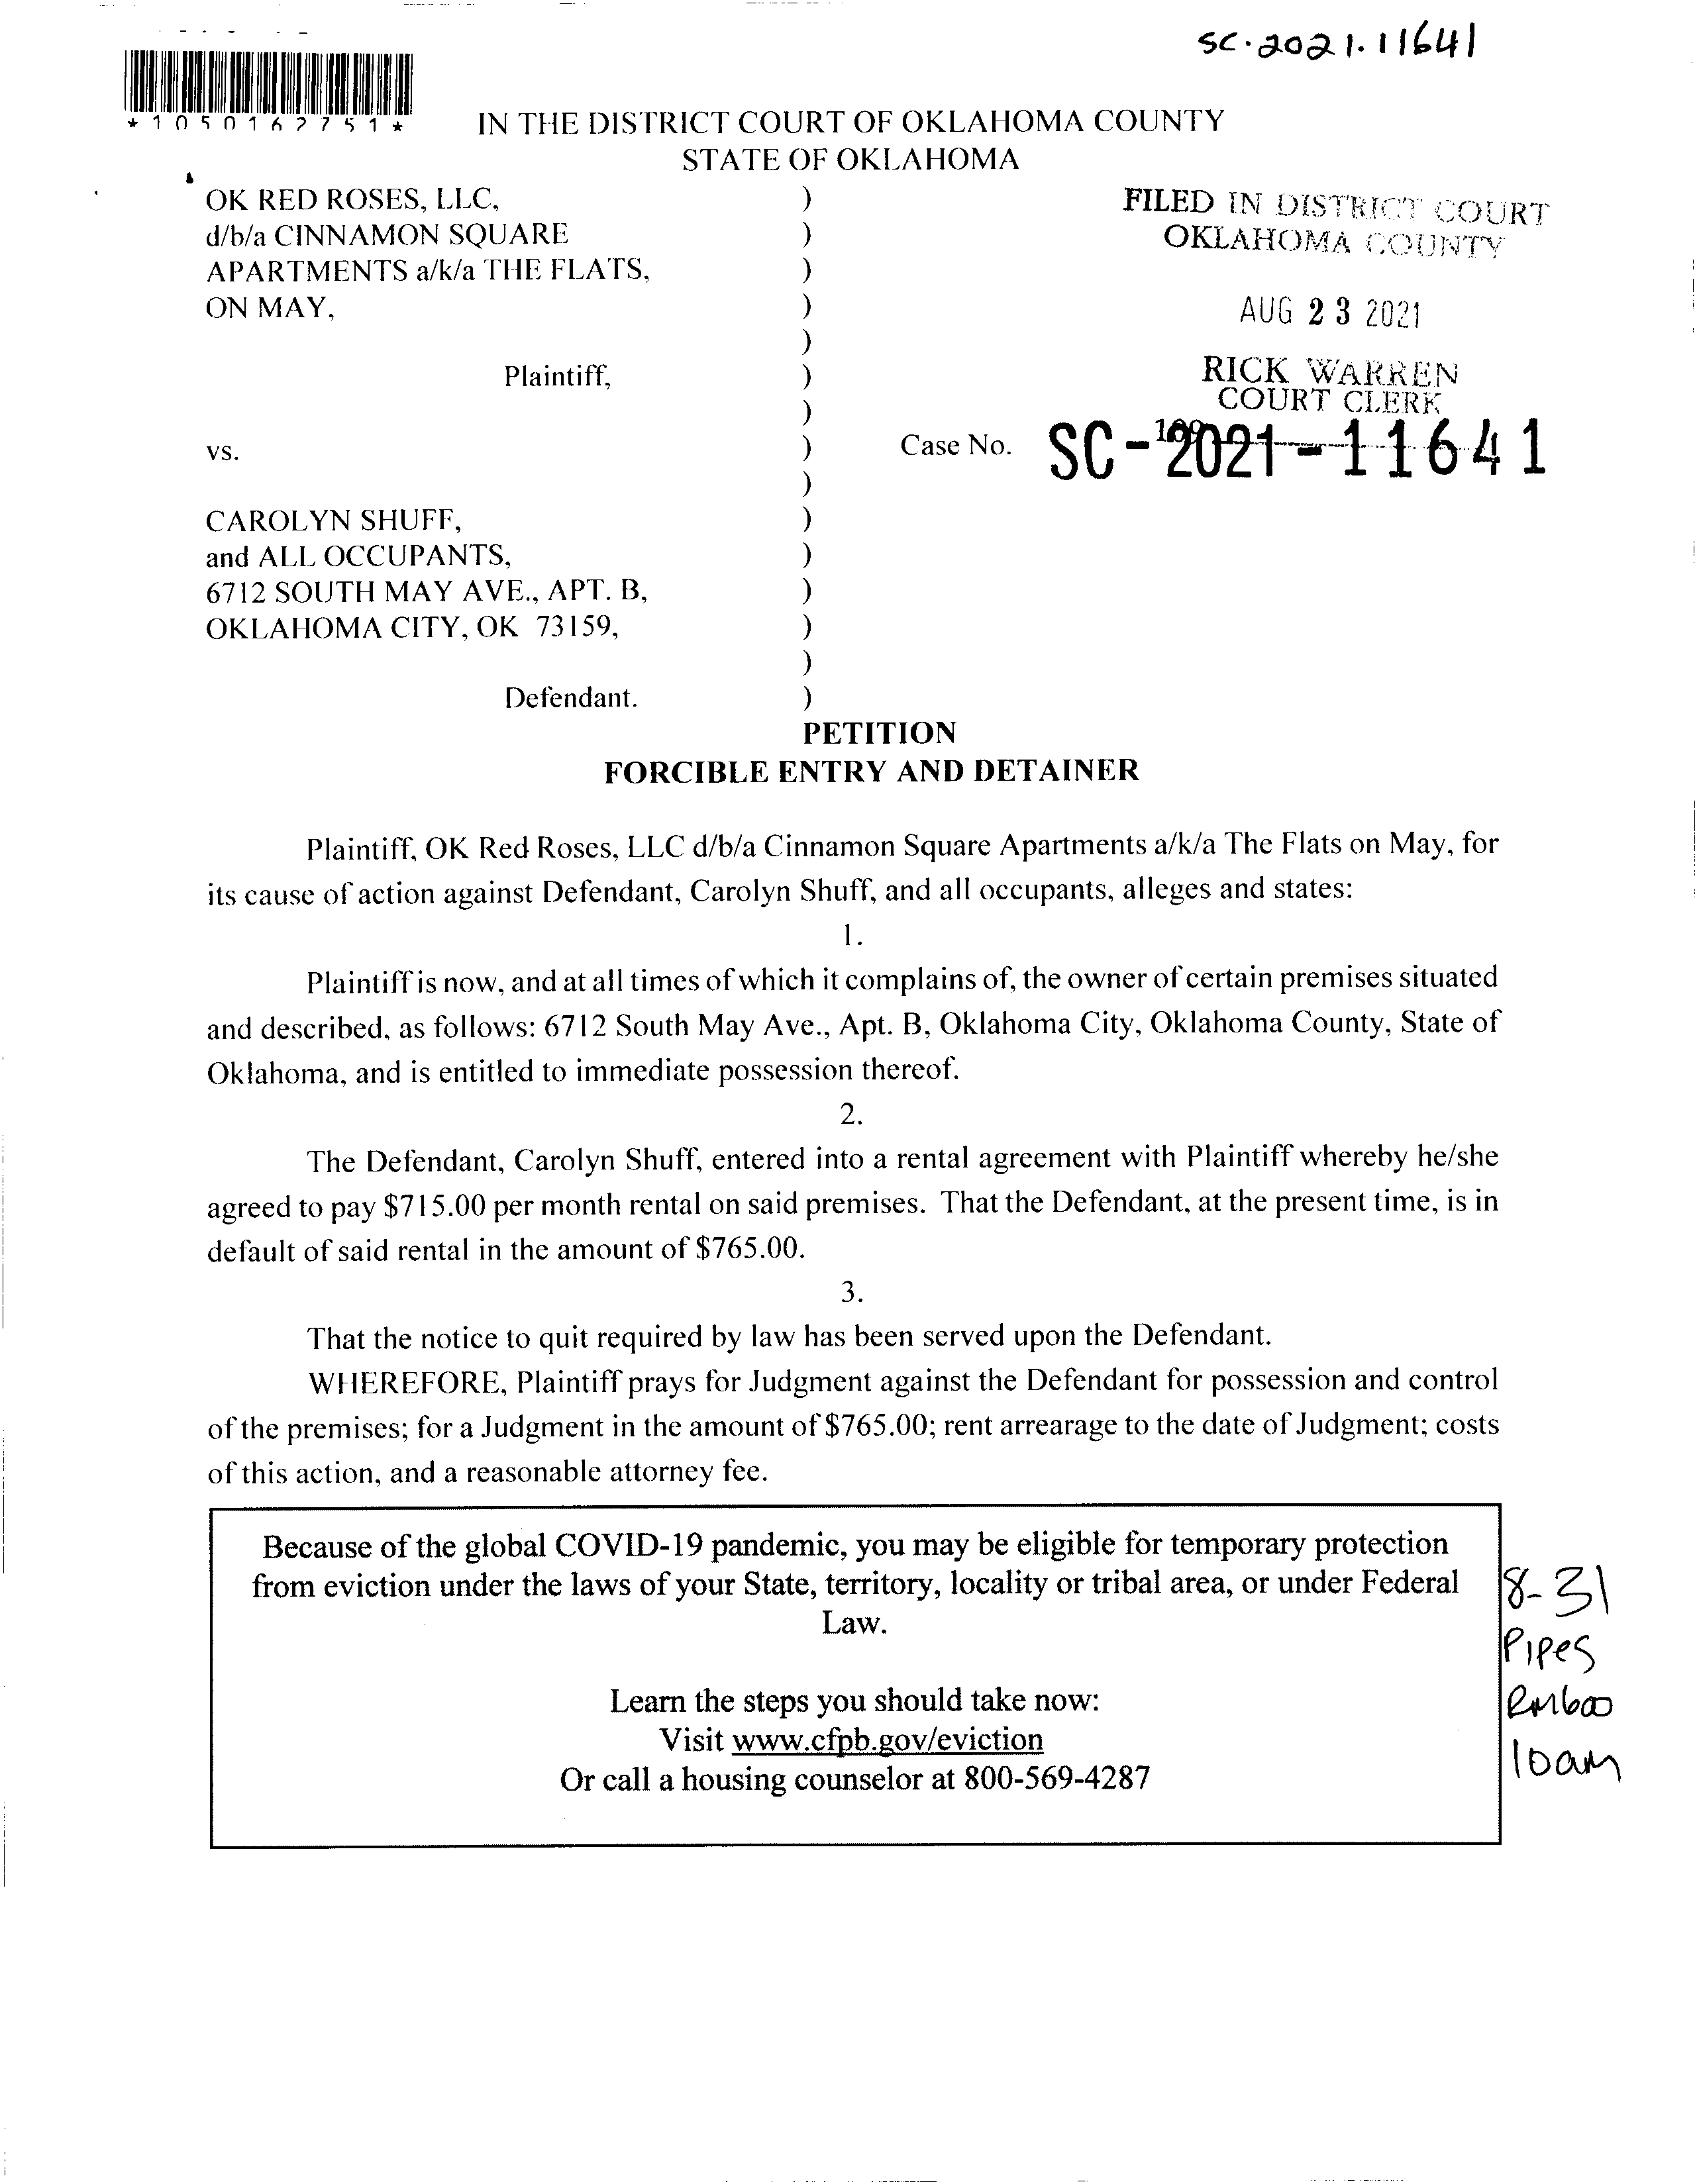 SC.2021.11641
*1050162751*
IN THE DISTRICT COURT OF OKLAHOMA COUNTY
STATE OF OKLAHOMA
OK RED ROSES, LLC, )
d/b/a CINNAMON SQUARE )
APARTMENTS a/k/a THE FLATS, )
ON MAY, )
)
Plaintiff, )
)
vs. )
)
CAROLYN SHUFF, )
and ALL OCCUPANTS, )
6712 SOUTH MAY AVE., APT. B, )
OKLAHOMA CITY, OK 73159, )
)
Defendant. )
FILED IN DISTRICT COURT
OKLAHOMA COUNTY
AUG 23 2021
RICK WARREN
COURT CLERK
Case No. SC-2021-11641
PETITION
FORCIBLE ENTRY AND DETAINER
Plaintiff, OK Red Roses, LLC d/b/a Cinnamon Square Apartments a/k/a The Flats on May, for
its cause of action against Defendant, Carolyn Shuff, and all occupants, alleges and states:
1.
Plaintiff is now, and at all times of which it complains of, the owner of certain premises situated
and described, as follows: 6712 South May Ave., Apt. B, Oklahoma City, Oklahoma County, State of
Oklahoma, and is entitled to immediate possession thereof.
2.
The Defendant, Carolyn Shuff, entered into a rental agreement with Plaintiff whereby he/she
agreed to pay $715.00 per month rental on said premises. That the Defendant, at the present time, is in
default of said rental in the amount of $765.00.
3.
That the notice to quit required by law has been served upon the Defendant.
WHEREFORE, Plaintiff prays for Judgment against the Defendant for possession and control
of the premises; for a Judgment in the amount of $765.00; rent arrearage to the date of Judgment; costs
of this action, and a reasonable attorney fee.
Because of the global COVID-19 pandemic, you may be eligible for temporary protection
from eviction under the laws of your State, territory, locality or tribal area, or under Federal
Law.
Learn the steps you should take now:
Visit www.cfpb.gov/eviction
Or call a housing counselor at 800-569-4287
8-31
Pipes
Rm600
10am